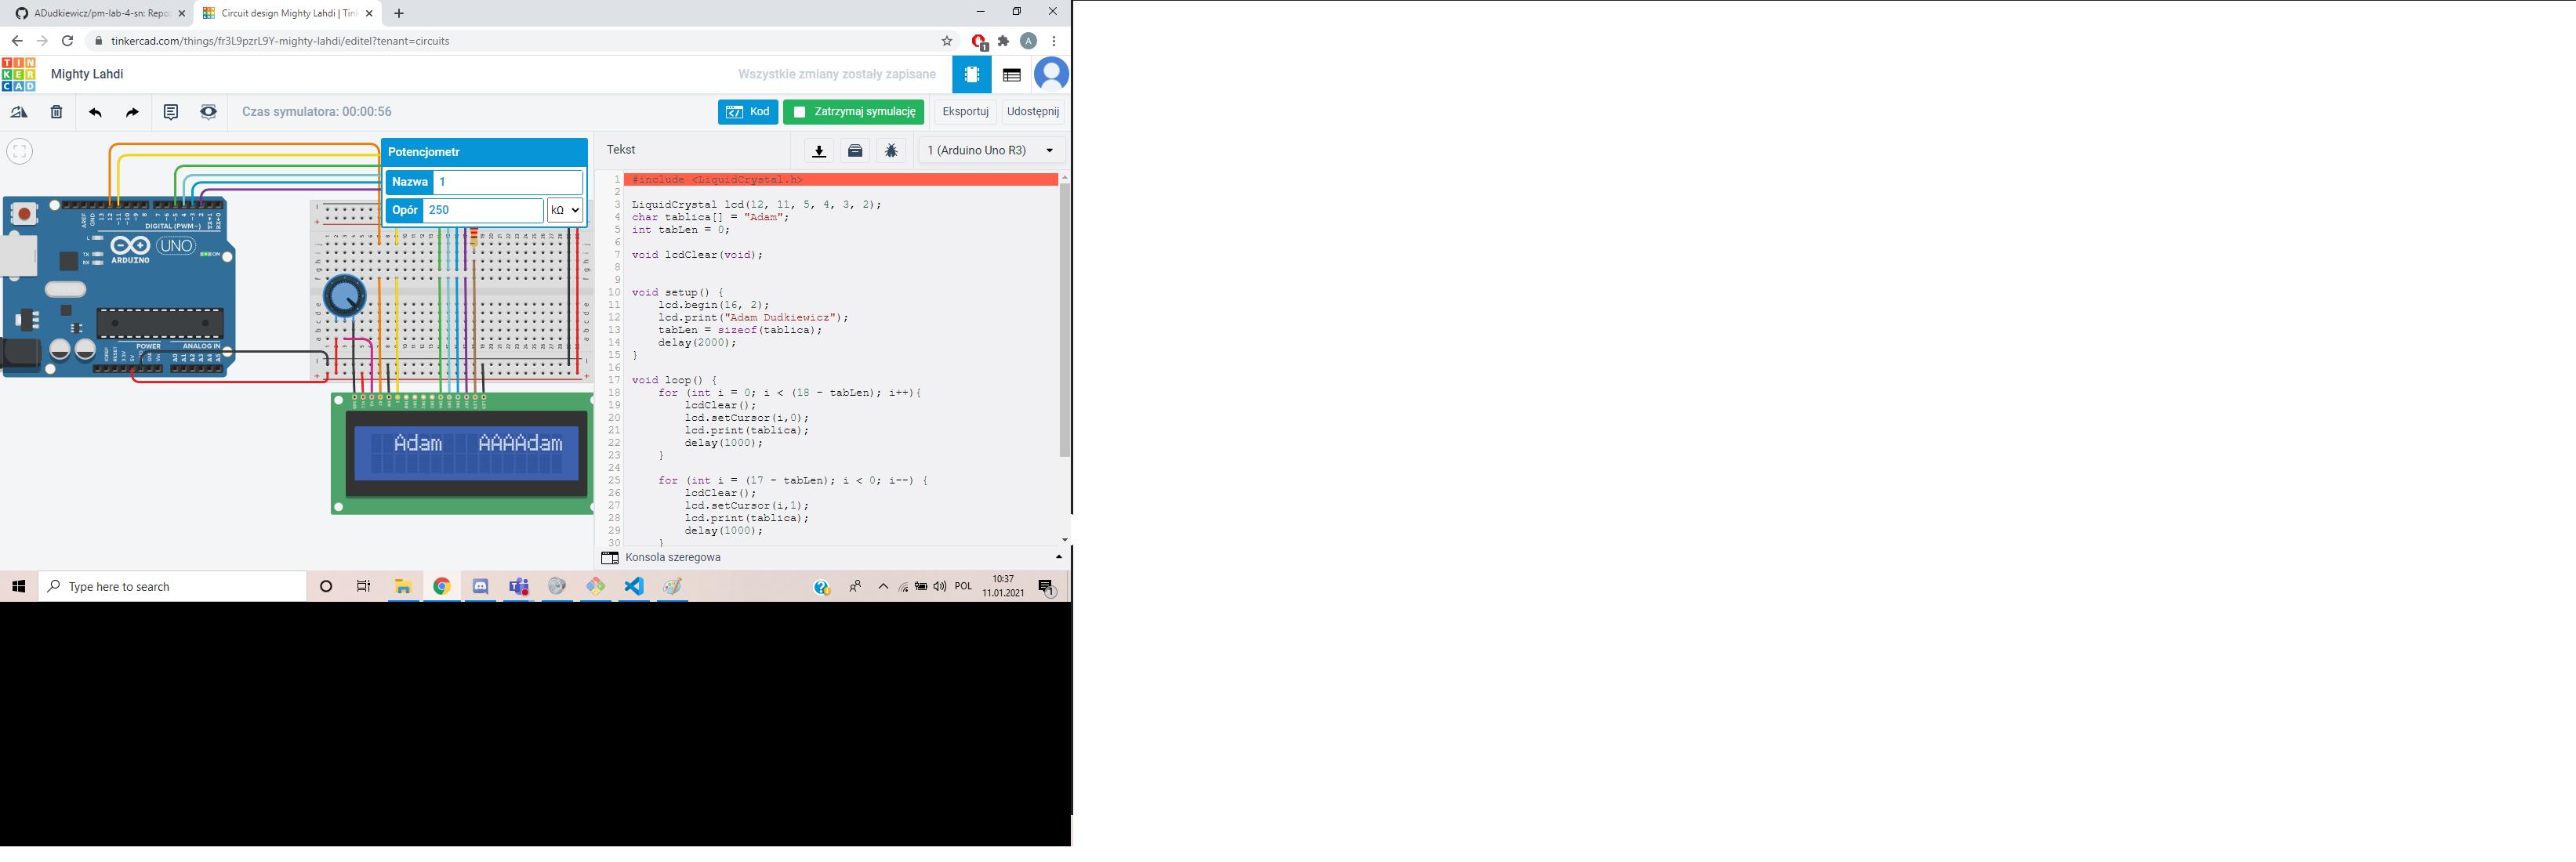 ADudkiewicz/pm-lab-4-sn: Repo
Circuit design Mighty Lahdi | Tin
tinkercad.com/things/fr3L9pzrL9Y-mighty-lahdi/editel?tenant=circuits
A
1
TIN
KER
CAD
Mighty Lahdi
Wszystkie zmiany zostały zapisane
Czas symulatora: 00:00:56
Kod
Zatrzymaj symulację
Eksportuj
Udostępnij
Potencjometr
Nazwa 1
Opór 250 kΩ
Tekst
1 (Arduino Uno R3)
DIGITAL (PWM~)
UNO
ARDUINO
TX
RX
ON
POWER
ANALOG IN
Adam AAAAdam
1 #include <LiquidCrystal.h>
2
3 LiquidCrystal lcd(12, 11, 5, 4, 3, 2);
4 char tablica[] = "Adam";
5 int tabLen = 0;
6
7 void lcdClear(void);
8
9
10 void setup() {
11 lcd.begin(16, 2);
12 lcd.print("Adam Dudkiewicz");
13 tabLen = sizeof(tablica);
14 delay(2000);
15 }
16
17 void loop() {
18 for (int i = 0; i < (18 - tabLen); i++){
19 lcdClear();
20 lcd.setCursor(i,0);
21 lcd.print(tablica);
22 delay(1000);
23 }
24
25 for (int i = (17 - tabLen); i < 0; i--) {
26 lcdClear();
27 lcd.setCursor(i,1);
28 lcd.print(tablica);
29 delay(1000);
30 }
Konsola szeregowa
Type here to search
POL
10:37
11.01.2021
1